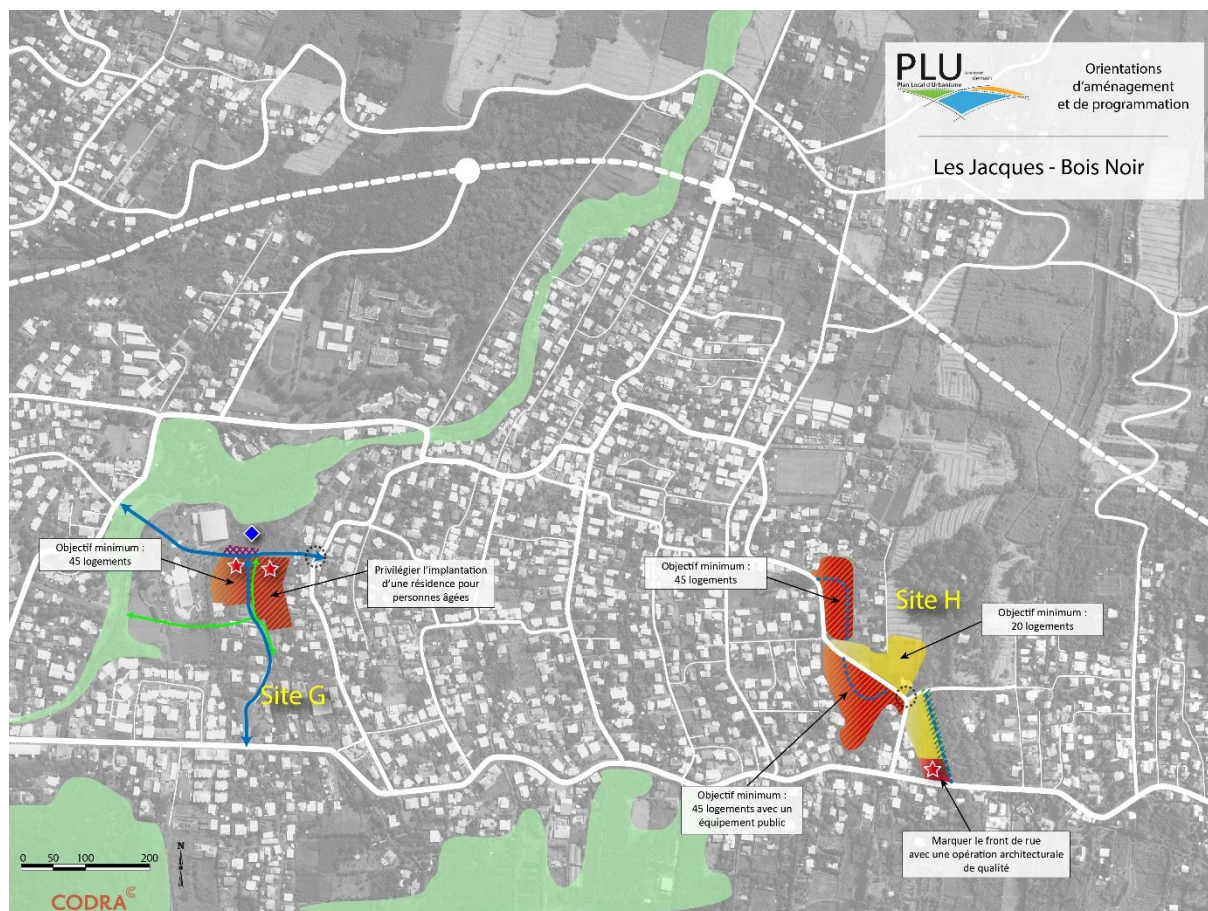 PLU
Plan Local d'Urbanisme
Orientations
d'aménagement
et de programmation
Les Jacques - Bois Noir
Objectif minimum :
45 logements
Privilégier l'implantation
d'une résidence pour
personnes âgées
Site G
Objectif minimum :
45 logements
Site H
Objectif minimum :
20 logements
Objectif minimum :
45 logements avec un
équipement public
Marquer le front de rue
avec une opération architecturale
de qualité
0 50 100 200
N
CODRA